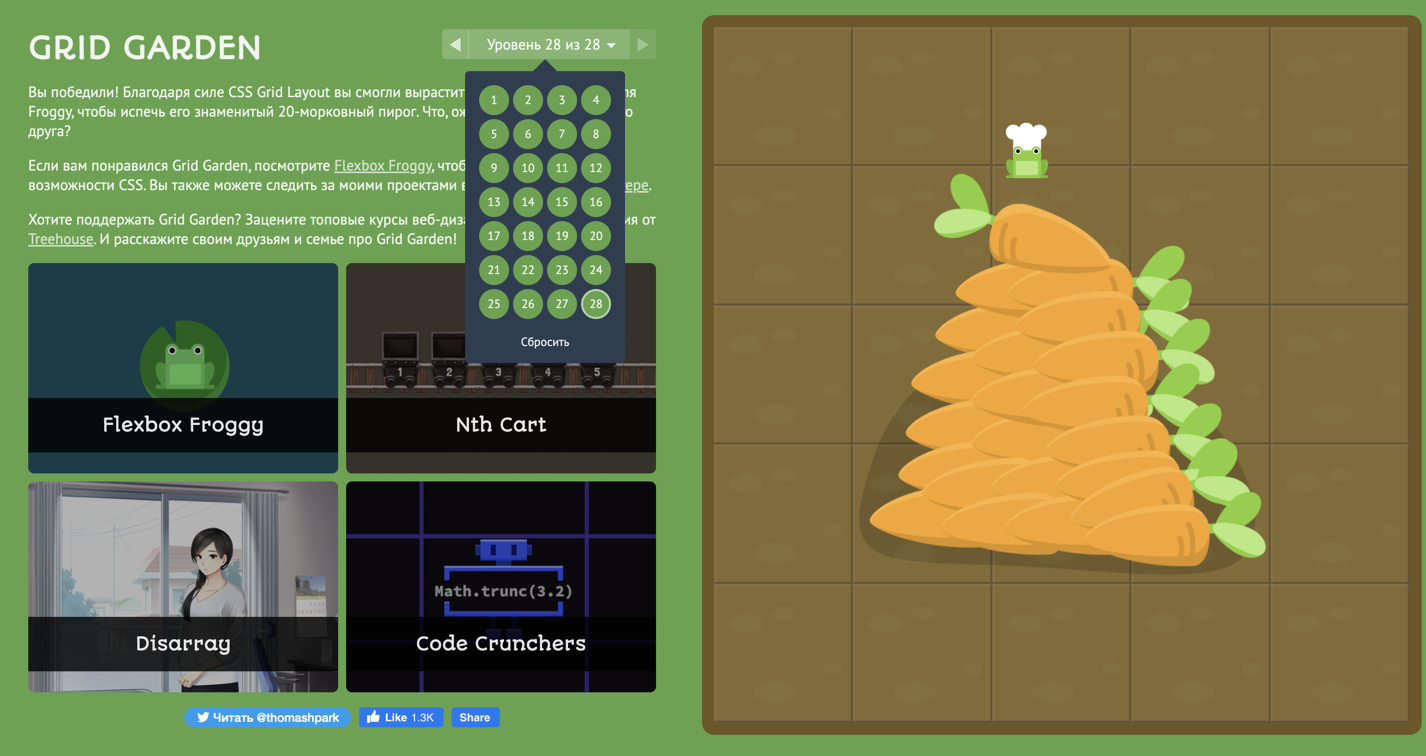 GRID GARDEN
Уровень 28 из 28
Вы победили! Благодаря силе CSS Grid Layout вы смогли вырастит
ля
Froggy, чтобы испечь его знаменитый 20-морковный пирог. Что, ож
о
друга?
Если вам понравился Grid Garden, посмотрите Flexbox Froggy, чтоб
возможности CSS. Вы также можете следить за моими проектами в
ере.
Хотите поддержать Grid Garden? Зацените топовые курсы веб-диза
ия от
Treehouse. И расскажите своим друзьям и семье про Grid Garden!
1 2 3 4
5 6 7 8
9 10 11 12
13 14 15 16
17 18 19 20
21 22 23 24
25 26 27 28
Сбросить
1 2 3 4 5
Flexbox Froggy
Nth Cart
Math.trunc(3.2)
Disarray
Code Crunchers
Читать @thomashpark
Like 1.3K
Share